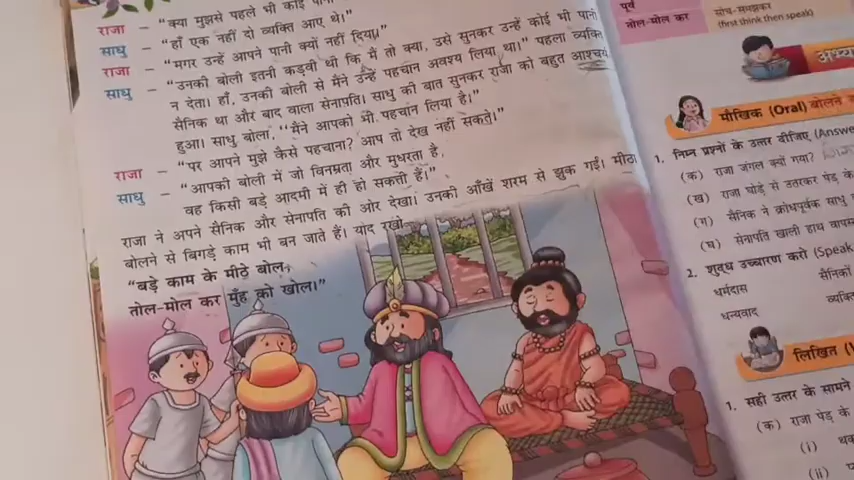 राजा – "क्या मुझसे पहले भी कोई
साधु – "हाँ एक नहीं दो व्यक्ति आए थे।"
राजा – "मगर उन्हें आपने पानी क्यों नहीं दिया।"
साधु – "उनकी बोली इतनी कड़वी थी कि मैं तो क्या, उसे सुनकर उन्हें कोई भी पानी
न देता। हाँ, उनकी बोली से मैंने उन्हें पहचान अवश्य लिया था।" पहला व्यक्ति
सैनिक था और बाद वाला सेनापति। साधु की बात सुनकर राजा को बहुत आश्चर्य
हुआ। साधु बोला, "मैंने आपको भी पहचान लिया है।"
राजा – "पर आपने मुझे कैसे पहचाना? आप तो देख नहीं सकते।"
साधु – "आपकी बोली में जो विनम्रता और मधुरता है,
वह किसी बड़े आदमी में ही हो सकती है।"
राजा ने अपने सैनिक और सेनापति की ओर देखा। उनकी आँखें शरम से झुक गईं। मीठा
बोलने से बिगड़े काम भी बन जाते हैं। याद रखो
"बड़े काम के मीठे बोल,
तोल-मोल कर मुँह को खोल।"
पूर्व
तोल-मोल कर
सोच-समझकर
(first think then speak)
मौखिक (Oral) बोलने
1. निम्न प्रश्नों के उत्तर दीजिए
(क) राजा जंगल क्यों गया?
(ख) राजा घोड़े से उतरकर पेड़ के
(ग) सैनिक ने क्रोधपूर्वक साधु
(घ) सेनापति खाली हाथ वापस
2. शुद्ध उच्चारण करो
धर्मदास
धन्यवाद
लिखित
1. सही उत्तर के सामने
(क) राजा पेड़ के
(i)
(ii)